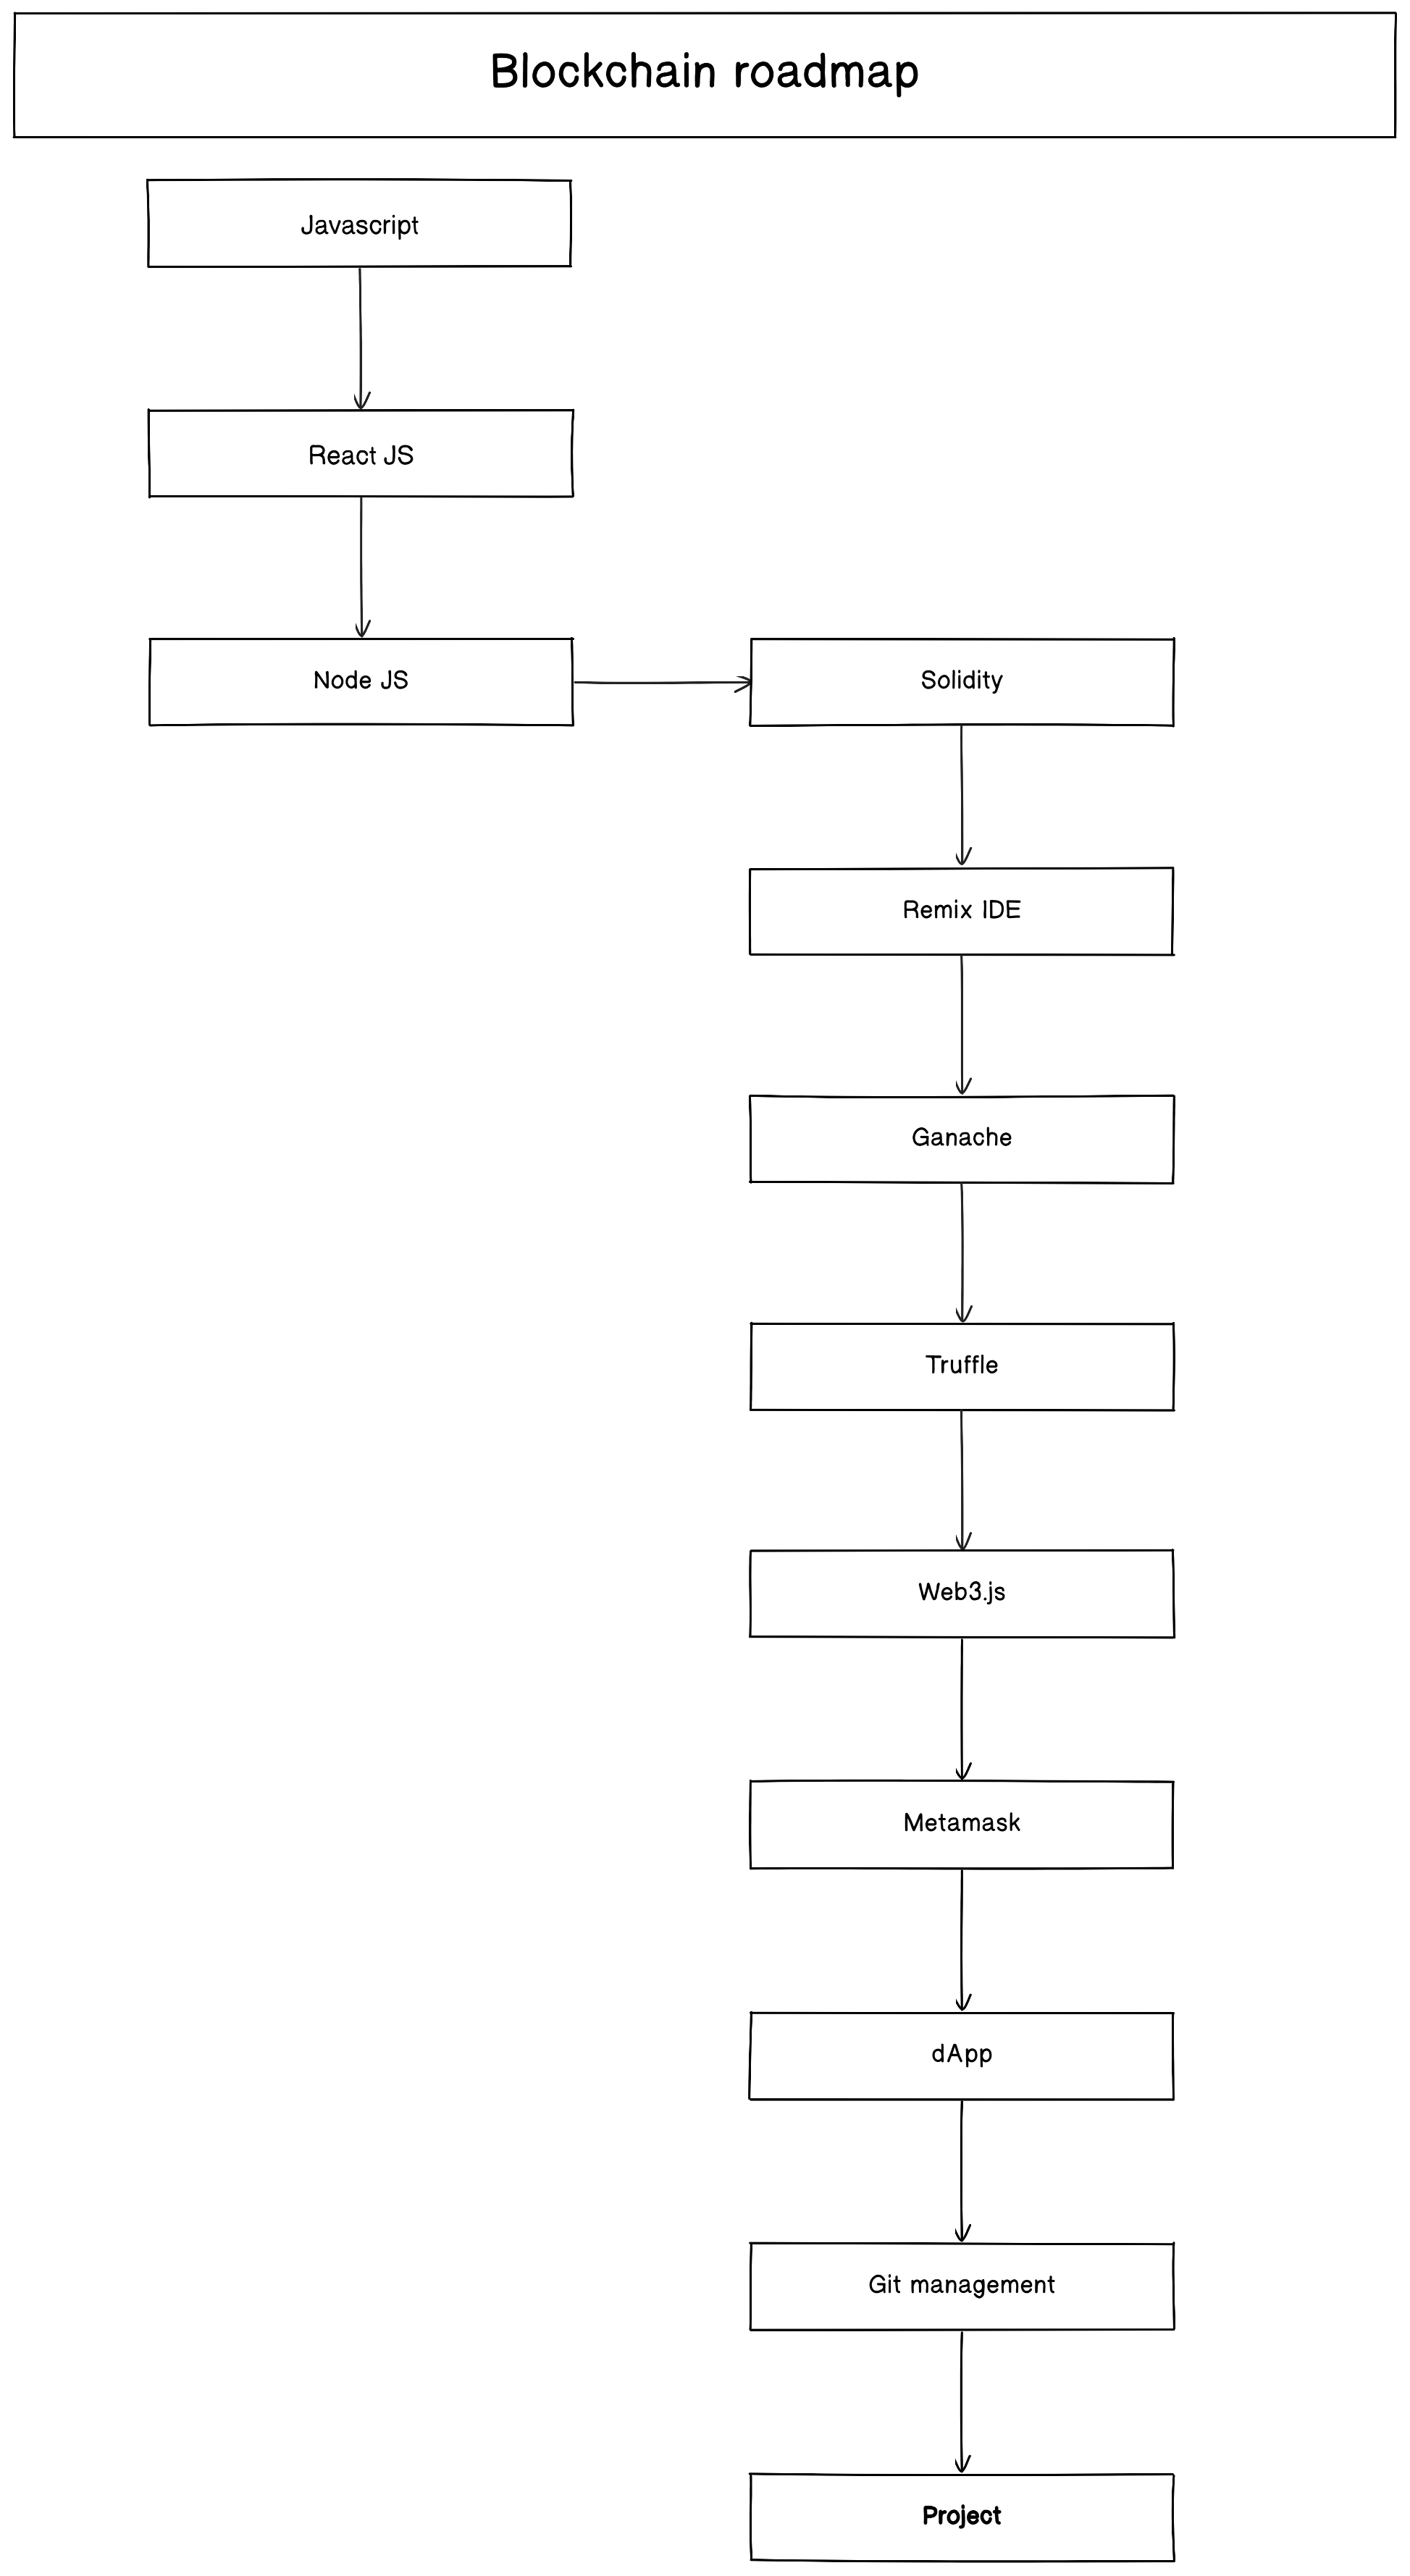 Blockchain roadmap
Javascript
React JS
Node JS
Solidity
Remix IDE
Ganache
Truffle
Web3.js
Metamask
dApp
Git management
Project